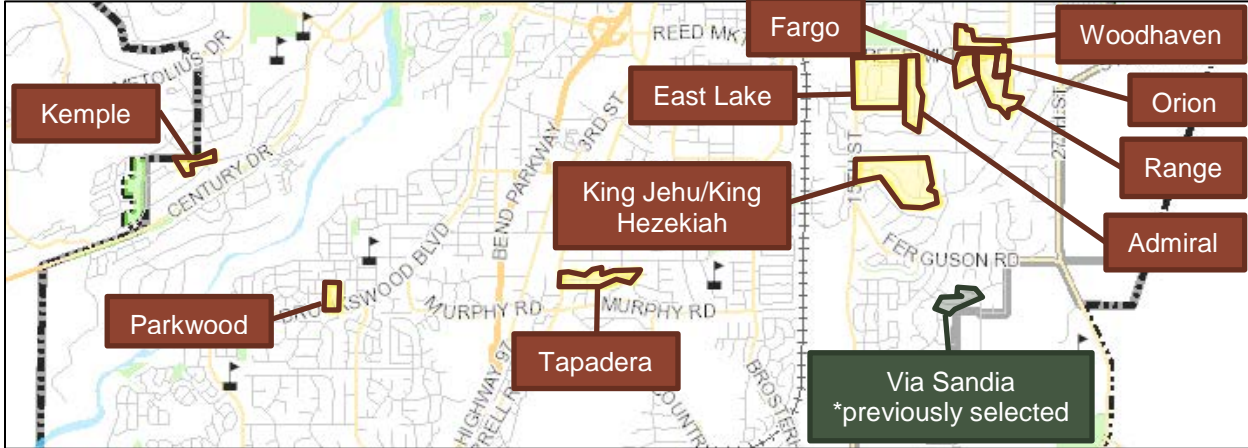 METOLIUS DR
REED MKT
Fargo
Woodhaven
REED MKT
Kemple
East Lake
Orion
3RD ST
27TH ST
CENTURY DR
BEND PARKWAY
King Jehu/King
Hezekiah
15TH ST
Range
Admiral
FERGUSON RD
BROOKSWOOD BLVD
Parkwood
MURPHY RD
MURPHY RD
Tapadera
HIGHWAY 97
Via Sandia
*previously selected